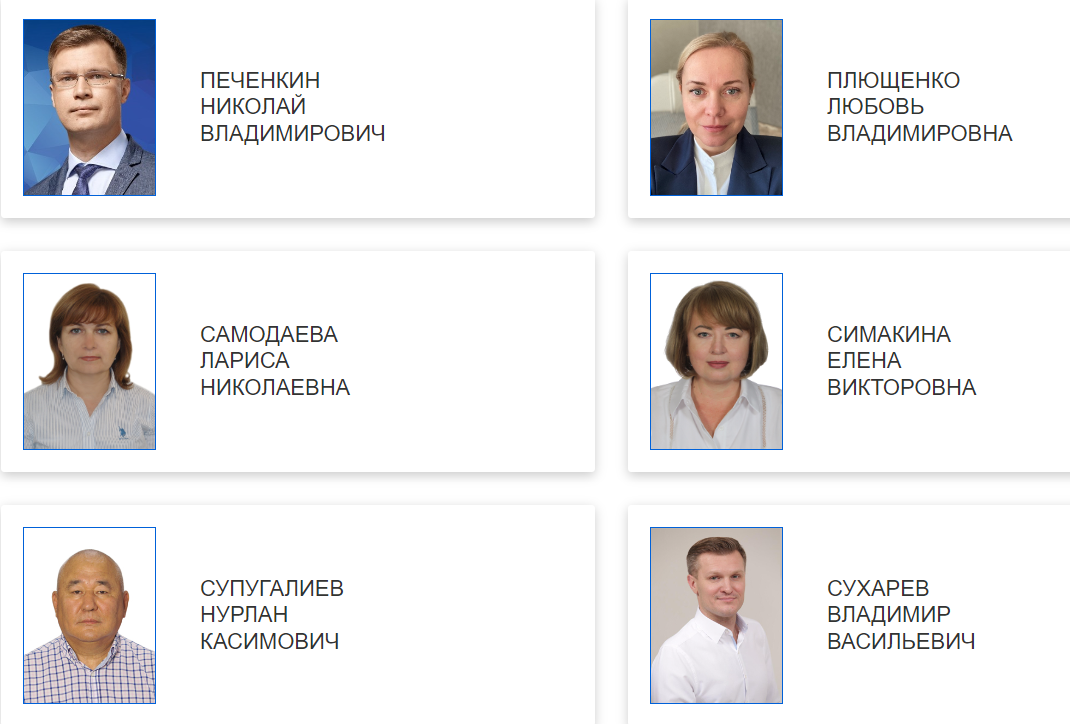 ПЕЧЕНКИН
НИКОЛАЙ
ВЛАДИМИРОВИЧ
ПЛЮЩЕНКО
ЛЮБОВЬ
ВЛАДИМИРОВНА
САМОДАЕВА
ЛАРИСА
НИКОЛАЕВНА
СИМАКИНА
ЕЛЕНА
ВИКТОРОВНА
СУПУГАЛИЕВ
НУРЛАН
КАСИМОВИЧ
СУХАРЕВ
ВЛАДИМИР
ВАСИЛЬЕВИЧ